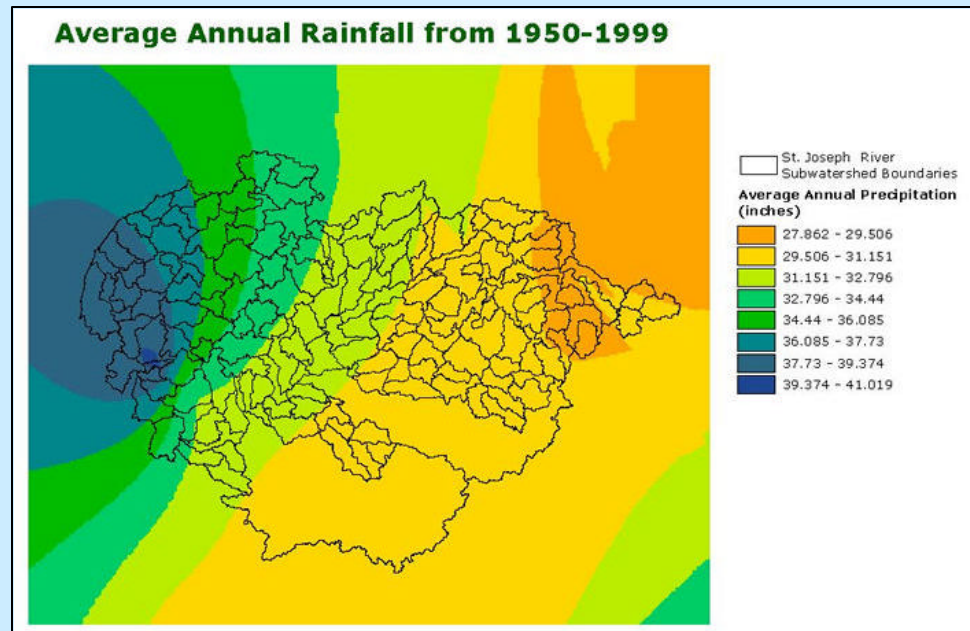 Average Annual Rainfall from 1950-1999
St. Joseph River
Subwatershed Boundaries
Average Annual Precipitation
(inches)
27.862 - 29.506
29.506 - 31.151
31.151 - 32.796
32.796 - 34.44
34.44 - 36.085
36.085 - 37.73
37.73 - 39.374
39.374 - 41.019